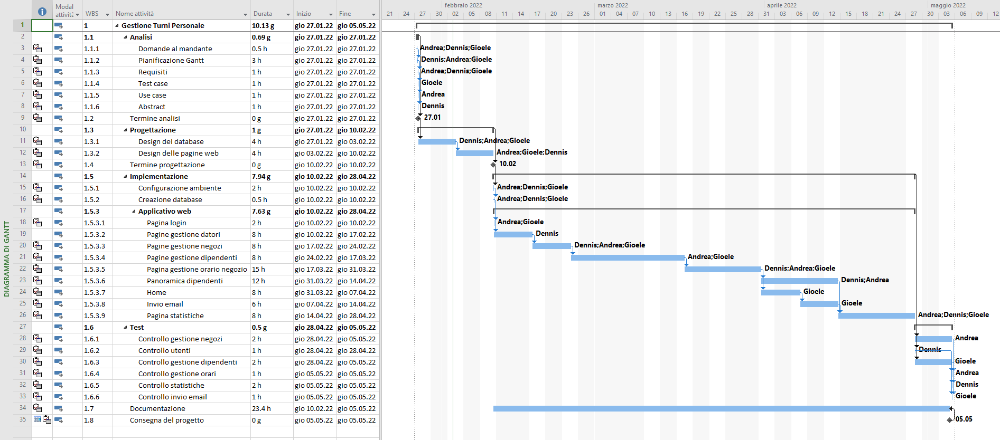 febbraio 2022 marzo 2022 aprile 2022 maggio 2022
Modal attività WBS Nome attività Durata Inizio Fine 21 24 27 30 02 05 08 11 14 17 20 23 26 01 04 07 10 13 16 19 22 25 28 31 03 06 09 12 15 18 21 24 27 30 03 06 09 12
1 1 Gestione Turni Personale 10.13 g gio 27.01.22 gio 05.05.22
2 1.1 Analisi 0.69 g gio 27.01.22 gio 27.01.22
3 1.1.1 Domande al mandante 0.5 h gio 27.01.22 gio 27.01.22 Andrea;Dennis;Gioele
4 1.1.2 Pianificazione Gantt 3 h gio 27.01.22 gio 27.01.22 Dennis;Andrea;Gioele
5 1.1.3 Requisiti 1 h gio 27.01.22 gio 27.01.22 Andrea;Dennis;Gioele
6 1.1.4 Test case 1 h gio 27.01.22 gio 27.01.22 Gioele
7 1.1.5 Use case 1 h gio 27.01.22 gio 27.01.22 Andrea
8 1.1.6 Abstract 1 h gio 27.01.22 gio 27.01.22 Dennis
9 1.2 Termine analisi 0 g gio 27.01.22 gio 27.01.22 27.01
10 1.3 Progettazione 1 g gio 27.01.22 gio 10.02.22
11 1.3.1 Design del database 4 h gio 27.01.22 gio 03.02.22 Dennis;Andrea;Gioele
12 1.3.2 Design delle pagine web 4 h gio 03.02.22 gio 10.02.22 Andrea;Gioele;Dennis
13 1.4 Termine progettazione 0 g gio 10.02.22 gio 10.02.22 10.02
14 1.5 Implementazione 7.94 g gio 10.02.22 gio 28.04.22
15 1.5.1 Configurazione ambiente 2 h gio 10.02.22 gio 10.02.22 Andrea;Dennis;Gioele
16 1.5.2 Creazione database 0.5 h gio 10.02.22 gio 10.02.22 Andrea;Dennis;Gioele
17 1.5.3 Applicativo web 7.63 g gio 10.02.22 gio 28.04.22
18 1.5.3.1 Pagina login 2 h gio 10.02.22 gio 10.02.22 Andrea;Gioele
19 1.5.3.2 Pagine gestione datori 8 h gio 10.02.22 gio 17.02.22 Dennis
20 1.5.3.3 Pagine gestione negozi 8 h gio 17.02.22 gio 24.02.22 Dennis;Andrea;Gioele
21 1.5.3.4 Pagine gestione dipendenti 8 h gio 24.02.22 gio 17.03.22 Andrea;Gioele
22 1.5.3.5 Pagina gestione orario negozio 15 h gio 17.03.22 gio 31.03.22 Dennis;Andrea;Gioele
23 1.5.3.6 Panoramica dipendenti 12 h gio 31.03.22 gio 14.04.22 Dennis;Andrea
24 1.5.3.7 Home 8 h gio 31.03.22 gio 07.04.22 Gioele
25 1.5.3.8 Invio email 6 h gio 07.04.22 gio 14.04.22 Gioele
26 1.5.3.9 Pagina statistiche 8 h gio 14.04.22 gio 28.04.22 Andrea;Dennis;Gioele
27 1.6 Test 0.5 g gio 28.04.22 gio 05.05.22
28 1.6.1 Controllo gestione negozi 2 h gio 28.04.22 gio 05.05.22 Andrea
29 1.6.2 Controllo utenti 1 h gio 28.04.22 gio 28.04.22 Dennis
30 1.6.3 Controllo gestione dipendenti 2 h gio 28.04.22 gio 05.05.22 Gioele
31 1.6.4 Controllo gestione orari 1 h gio 05.05.22 gio 05.05.22 Andrea
32 1.6.5 Controllo statistiche 2 h gio 05.05.22 gio 05.05.22 Dennis
33 1.6.6 Controllo invio email 1 h gio 05.05.22 gio 05.05.22 Gioele
34 1.7 Documentazione 23.4 h gio 10.02.22 gio 05.05.22
35 1.8 Consegna del progetto 0 g gio 05.05.22 gio 05.05.22 05.05
DIAGRAMMA DI GANTT